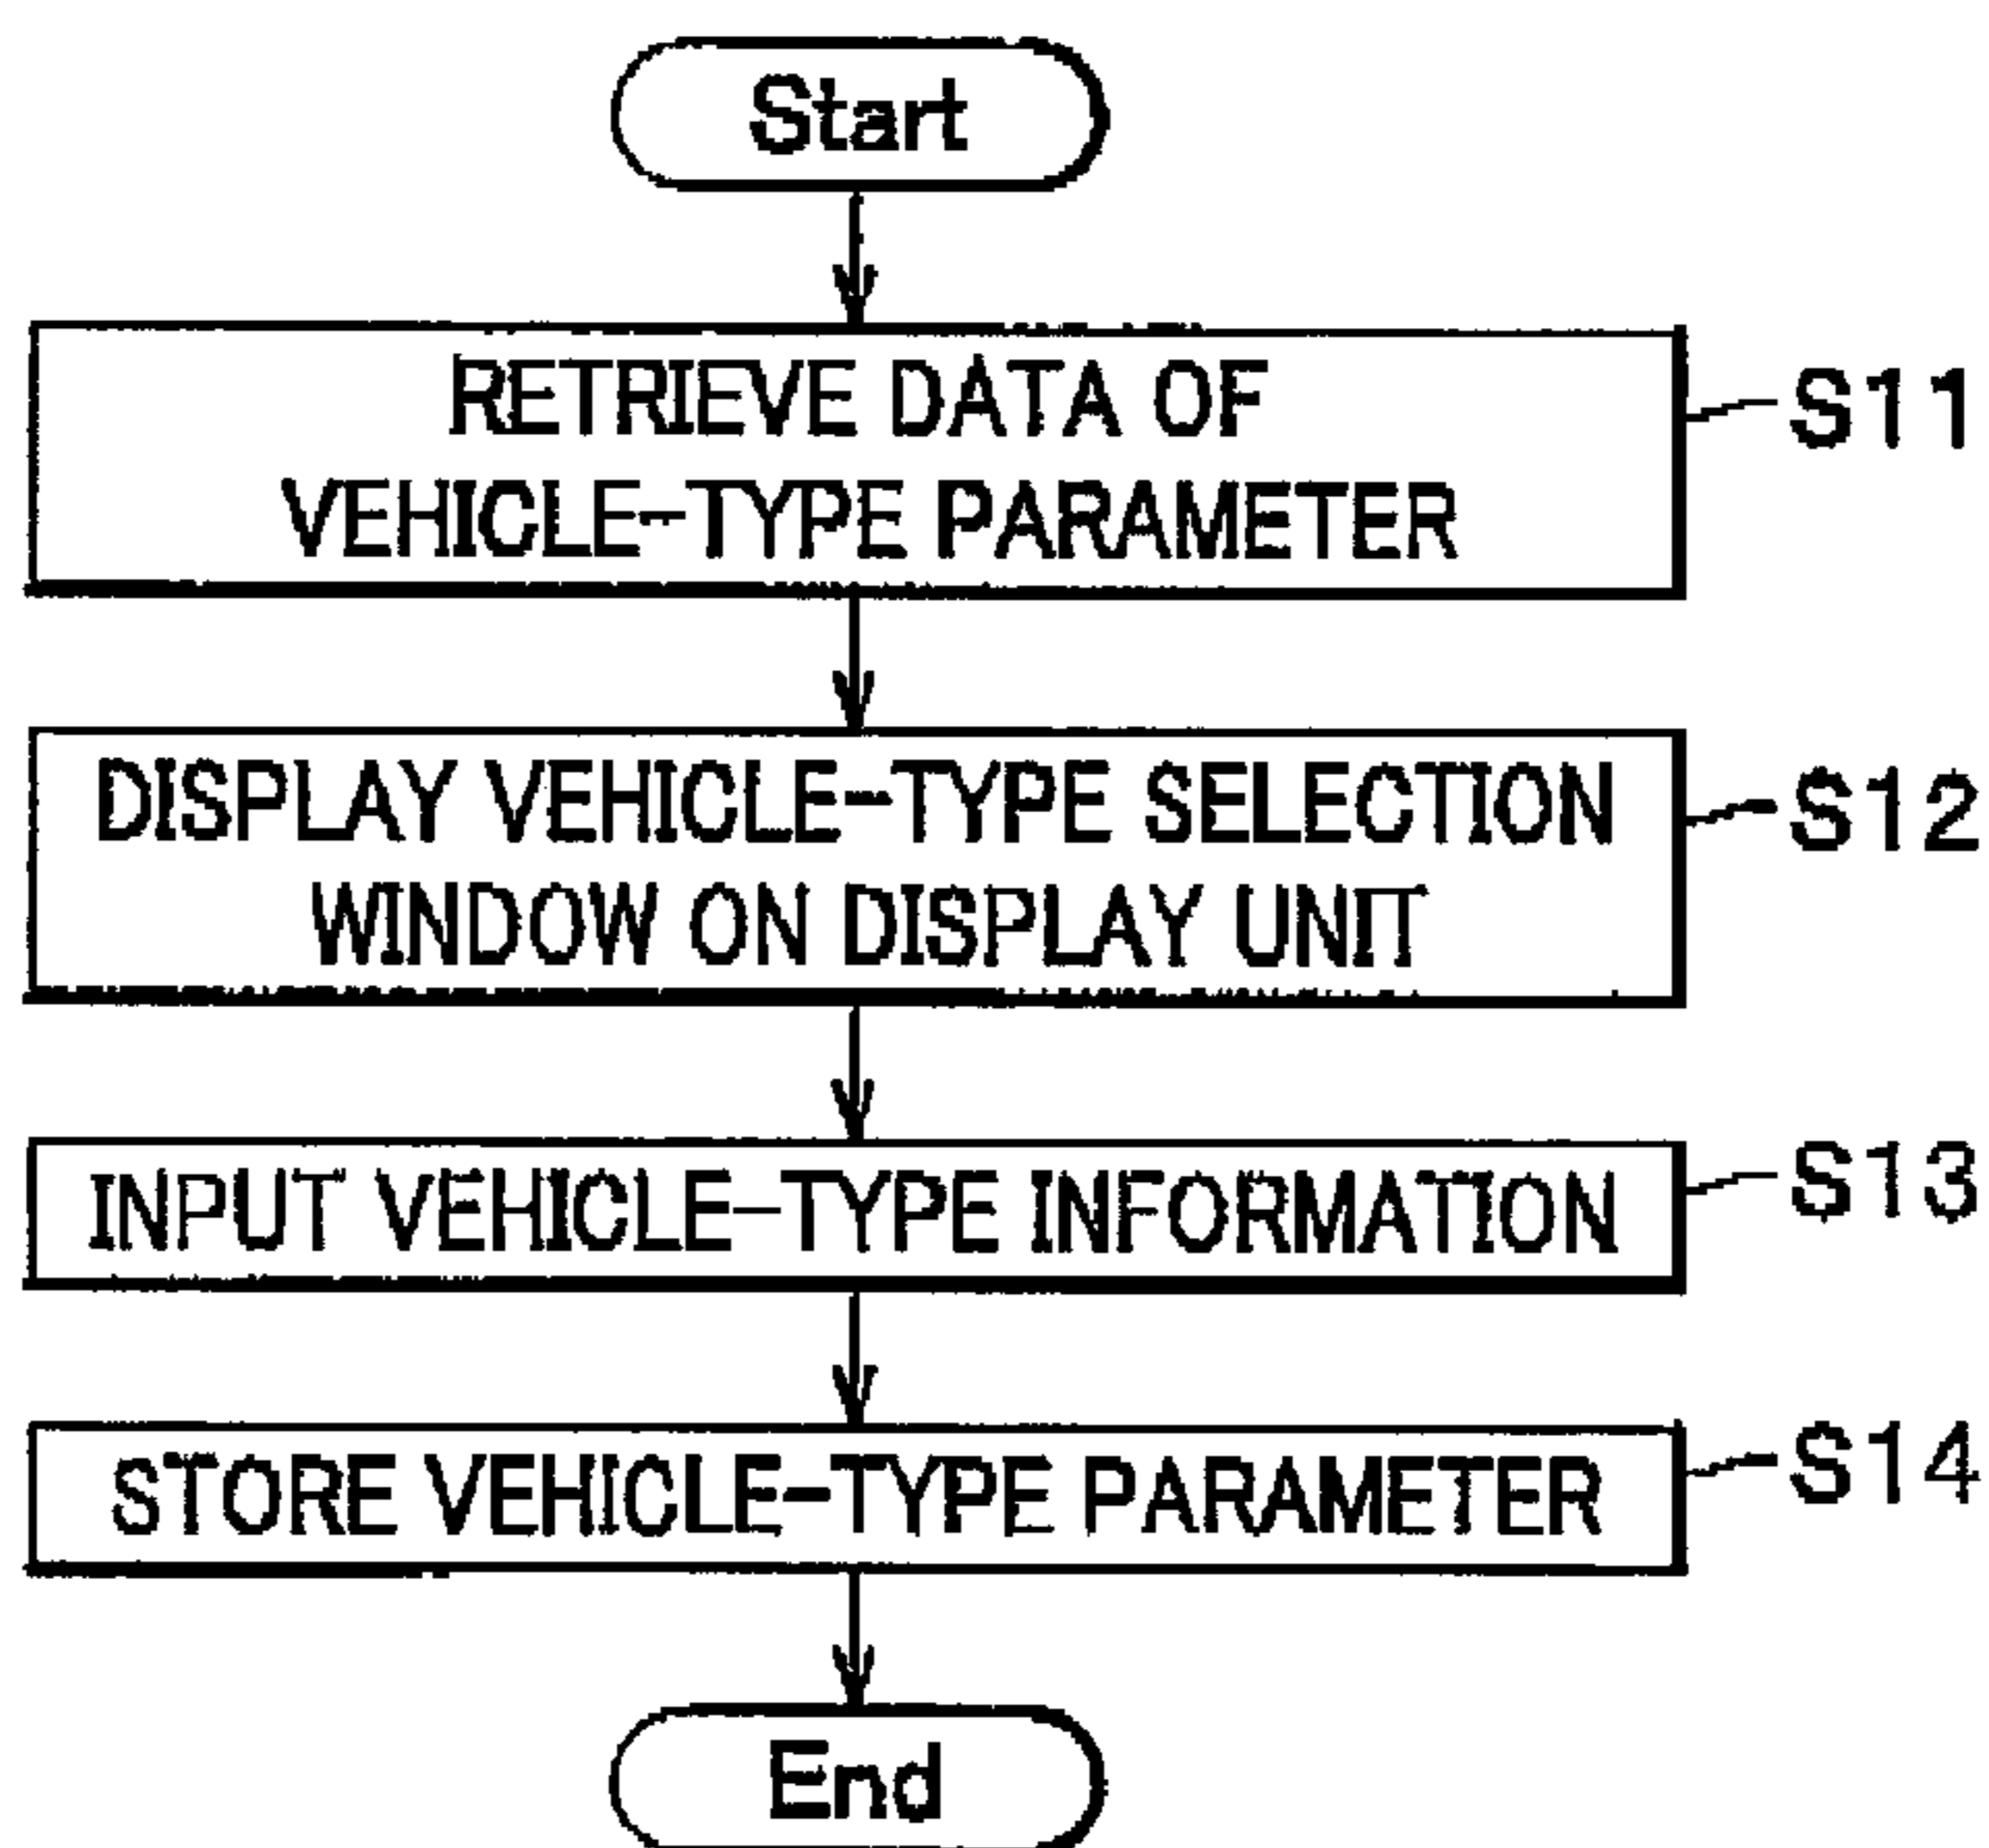 Start
RETRIEVE DATA OF
VEHICLE-TYPE PARAMETER
S11
DISPLAY VEHICLE-TYPE SELECTION
WINDOW ON DISPLAY UNIT
S12
INPUT VEHICLE-TYPE INFORMATION
S13
STORE VEHICLE-TYPE PARAMETER
S14
End